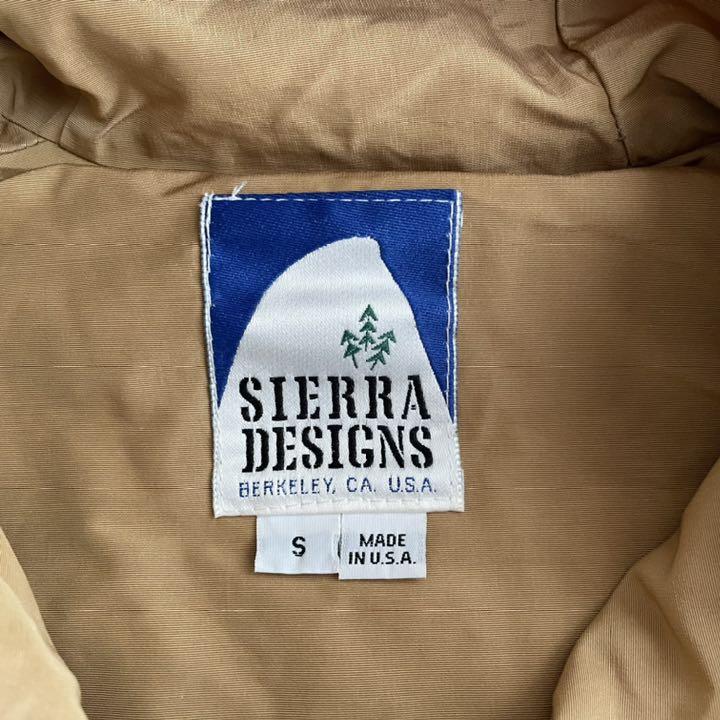 SIERRA
DESIGNS
BERKELEY, CA. U.S.A.
S
MADE
IN U.S.A.